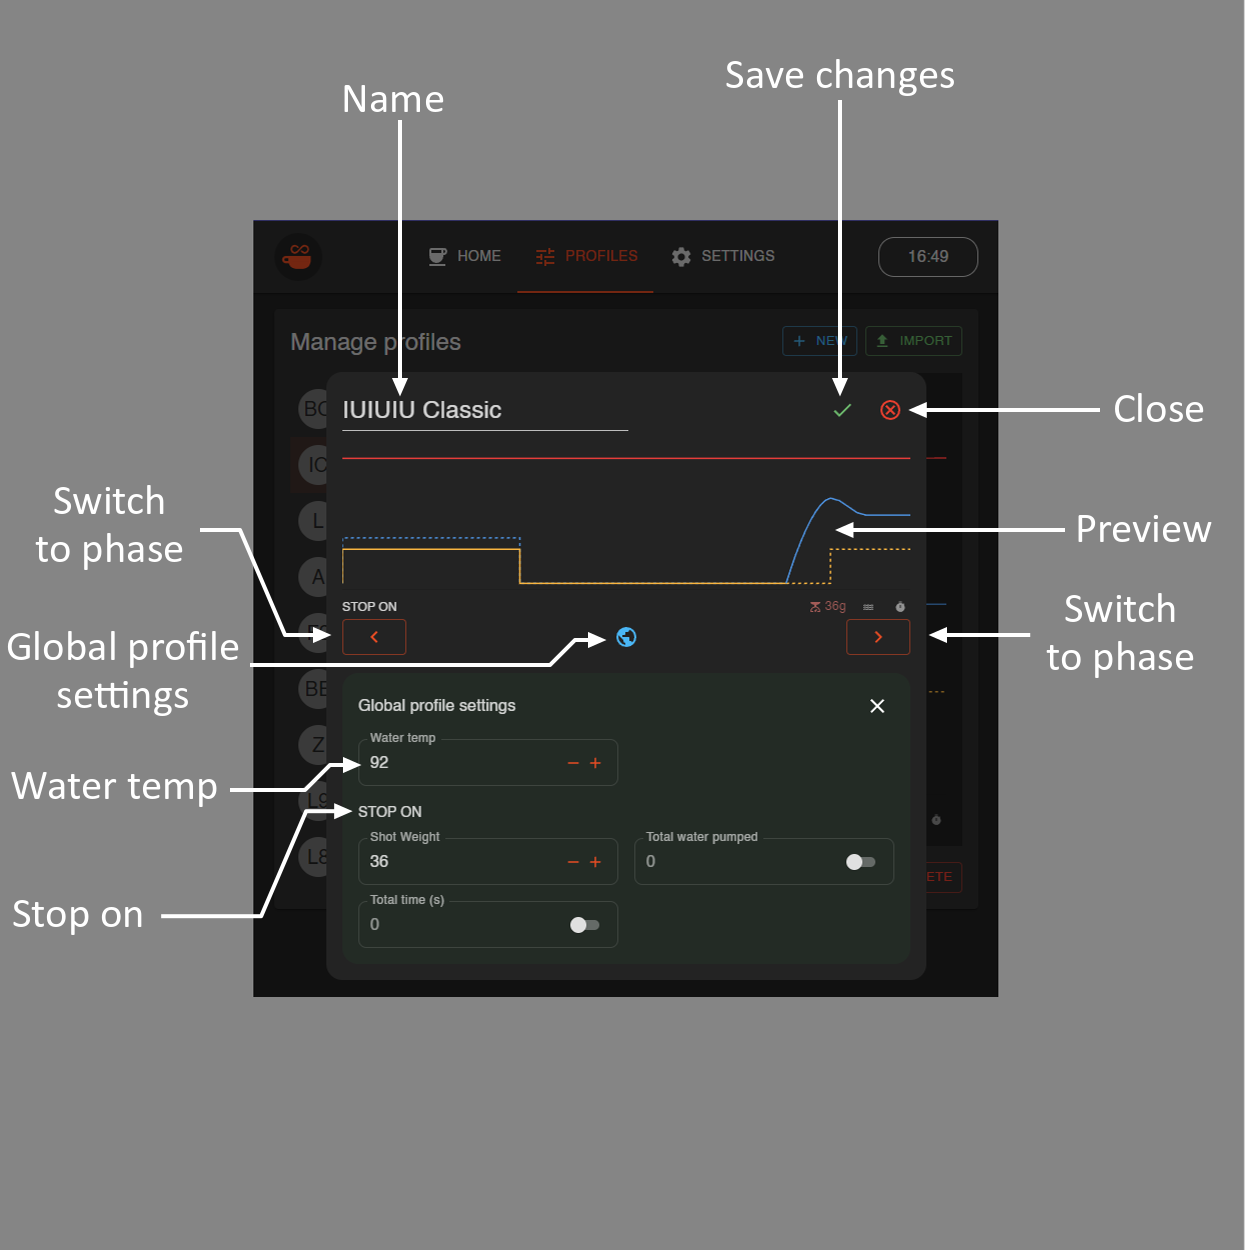 Save changes
Name
HOME
PROFILES
SETTINGS
16:49
Manage profiles
NEW
IMPORT
IUIUIU Classic
Close
IC
Switch
to phase
L
Preview
A
STOP ON
36g
Switch
to phase
Global profile
settings
BE
Global profile settings
Z
Water temp
92
Water temp
L9
STOP ON
Shot Weight
36
Total water pumped
0
L8
ETE
Total time (s)
0
Stop on